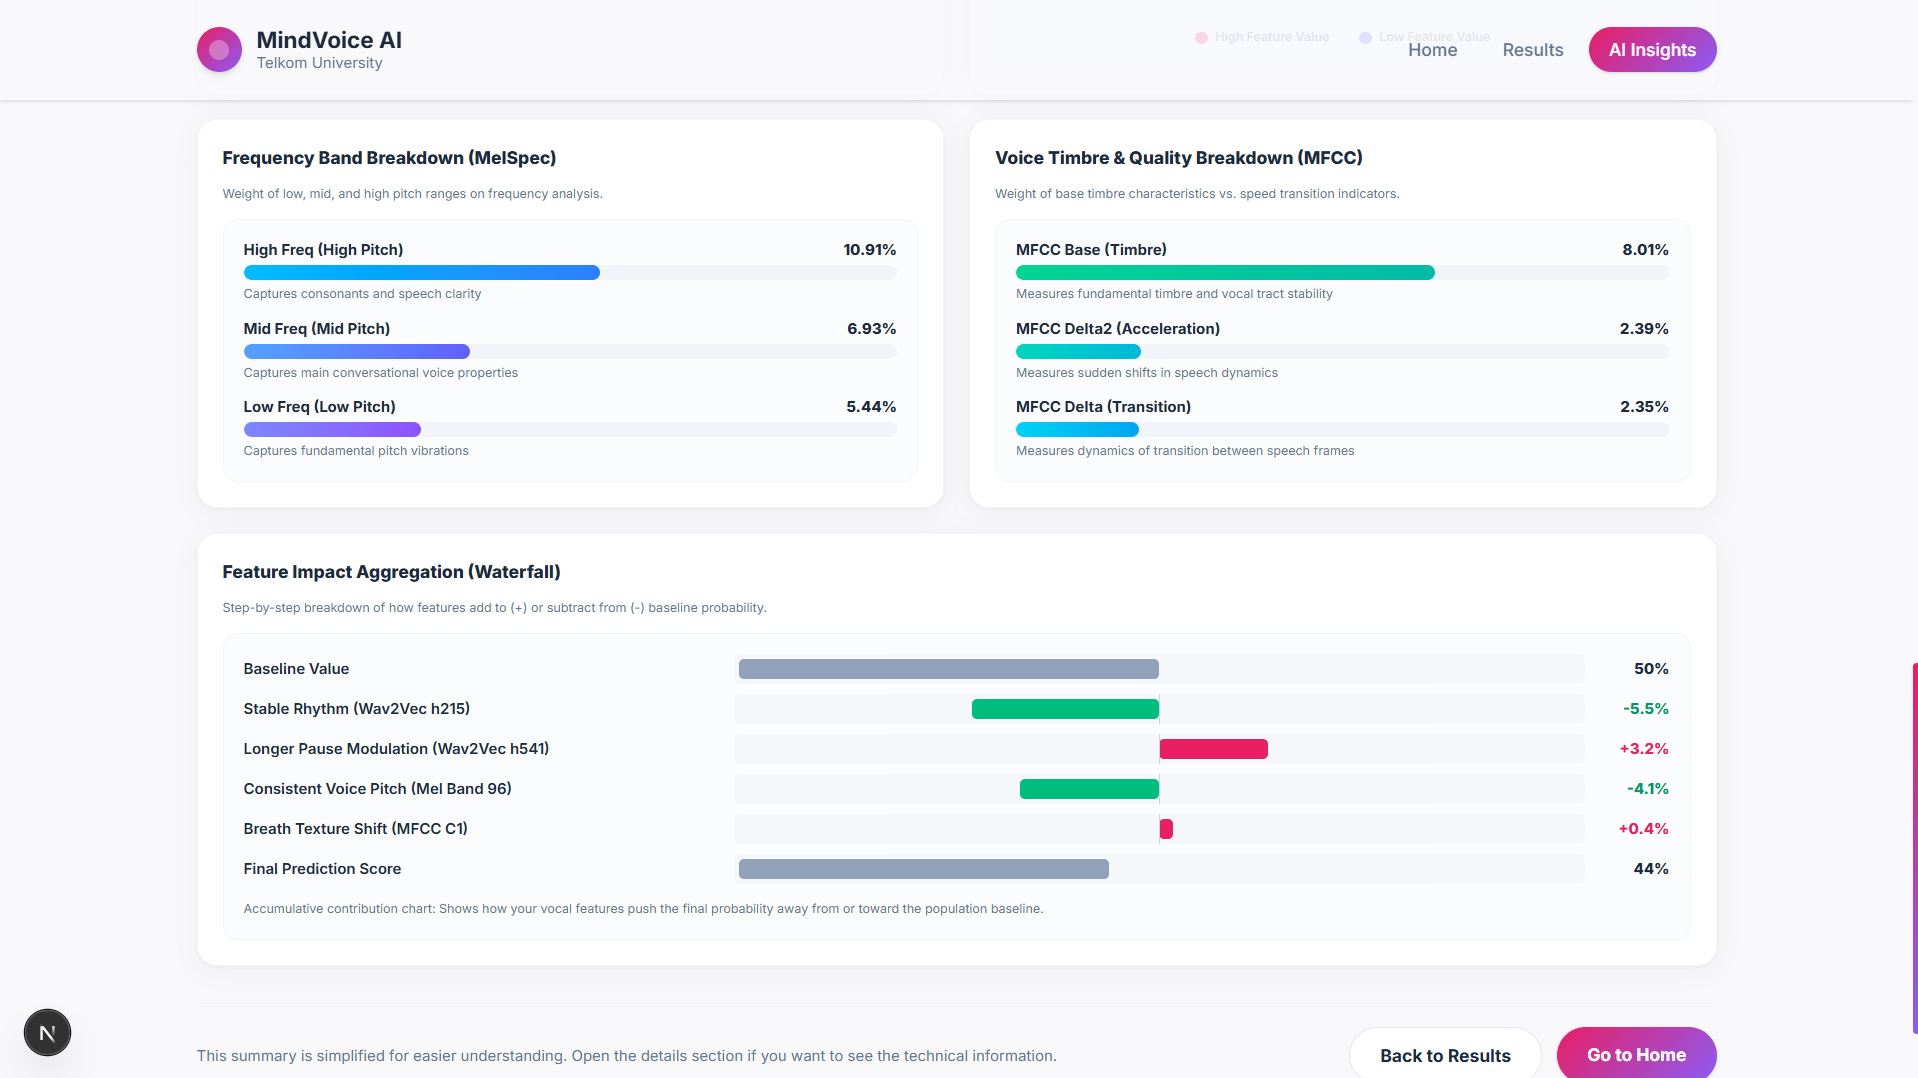 MindVoice AI
Telkom University
High Feature Value
Low Feature Value
Home
Results
AI Insights
Frequency Band Breakdown (MelSpec)
Weight of low, mid, and high pitch ranges on frequency analysis.
High Freq (High Pitch) 10.91%
Captures consonants and speech clarity
Mid Freq (Mid Pitch) 6.93%
Captures main conversational voice properties
Low Freq (Low Pitch) 5.44%
Captures fundamental pitch vibrations
Voice Timbre & Quality Breakdown (MFCC)
Weight of base timbre characteristics vs. speed transition indicators.
MFCC Base (Timbre) 8.01%
Measures fundamental timbre and vocal tract stability
MFCC Delta2 (Acceleration) 2.39%
Measures sudden shifts in speech dynamics
MFCC Delta (Transition) 2.35%
Measures dynamics of transition between speech frames
Feature Impact Aggregation (Waterfall)
Step-by-step breakdown of how features add to (+) or subtract from (-) baseline probability.
Baseline Value 50%
Stable Rhythm (Wav2Vec h215) -5.5%
Longer Pause Modulation (Wav2Vec h541) +3.2%
Consistent Voice Pitch (Mel Band 96) -4.1%
Breath Texture Shift (MFCC C1) +0.4%
Final Prediction Score 44%
Accumulative contribution chart: Shows how your vocal features push the final probability away from or toward the population baseline.
N
This summary is simplified for easier understanding. Open the details section if you want to see the technical information.
Back to Results
Go to Home